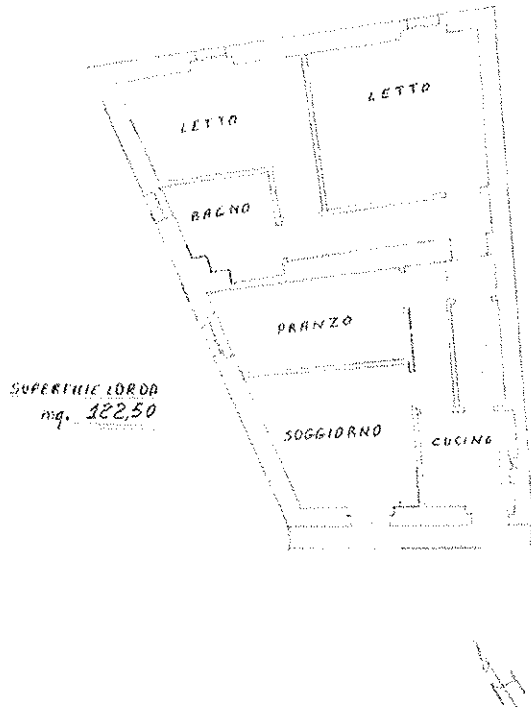 LETTO
LETTO
BAGNO
PRANZO
SUPERFICIE LORDA
mq. 122,50
SOGGIORNO
CUCINA